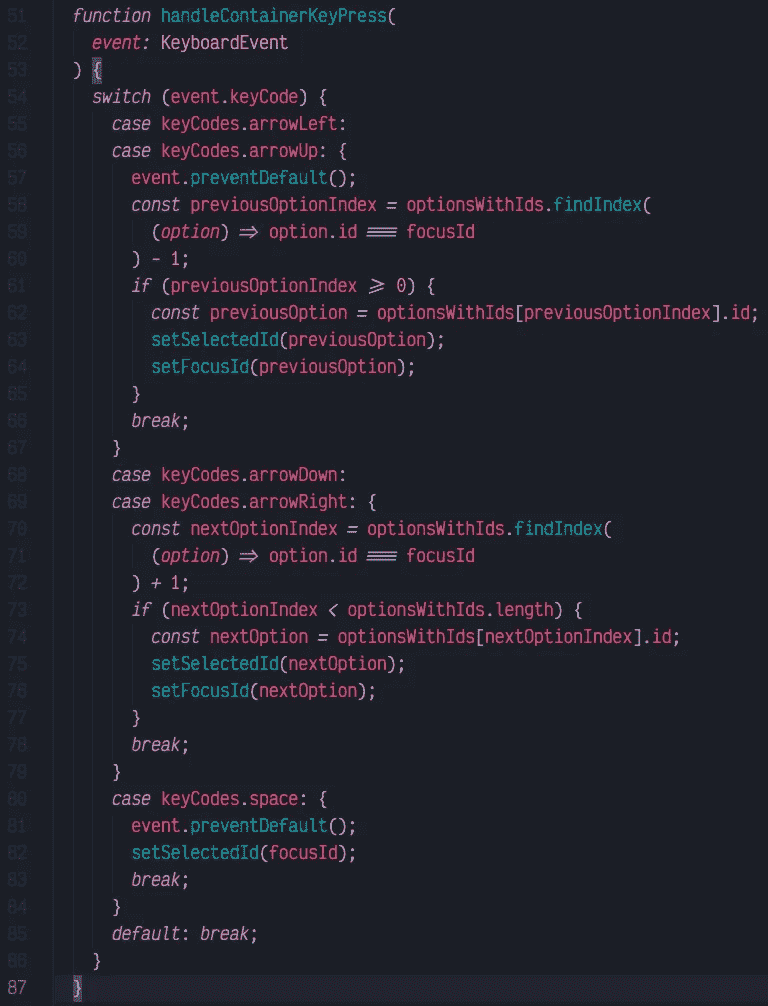 51 function handleContainerKeyPress(
52   event: KeyboardEvent
53 ) {
54   switch (event.keyCode) {
55     case keyCodes.arrowLeft:
56     case keyCodes.arrowUp: {
57       event.preventDefault();
58       const previousOptionIndex = optionsWithIds.findIndex(
59         (option) => option.id === focusId
60       ) - 1;
61       if (previousOptionIndex >= 0) {
62         const previousOption = optionsWithIds[previousOptionIndex].id;
63         setSelectedId(previousOption);
64         setFocusId(previousOption);
65       }
66       break;
67     }
68     case keyCodes.arrowDown:
69     case keyCodes.arrowRight: {
70       const nextOptionIndex = optionsWithIds.findIndex(
71         (option) => option.id === focusId
72       ) + 1;
73       if (nextOptionIndex < optionsWithIds.length) {
74         const nextOption = optionsWithIds[nextOptionIndex].id;
75         setSelectedId(nextOption);
76         setFocusId(nextOption);
77       }
78       break;
79     }
80     case keyCodes.space: {
81       event.preventDefault();
82       setSelectedId(focusId);
83       break;
84     }
85     default: break;
86   }
87 }